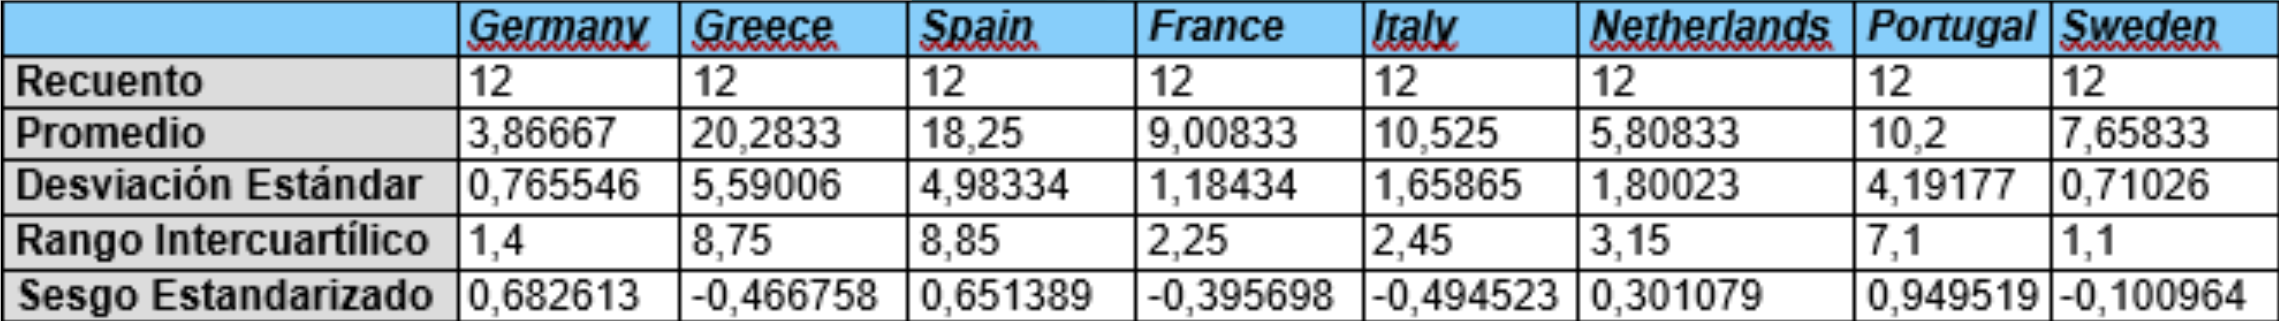 Germany Greece Spain France Italy Netherlands Portugal Sweden
Recuento 12 12 12 12 12 12 12 12
Promedio 3,86667 20,2833 18,25 9,00833 10,525 5,80833 10,2 7,65833
Desviación Estándar 0,765546 5,59006 4,98334 1,18434 1,65865 1,80023 4,19177 0,71026
Rango Intercuartílico 1,4 8,75 8,85 2,25 2,45 3,15 7,1 1,1
Sesgo Estandarizado 0,682613 -0,466758 0,651389 -0,395698 -0,494523 0,301079 0,949519 -0,100964